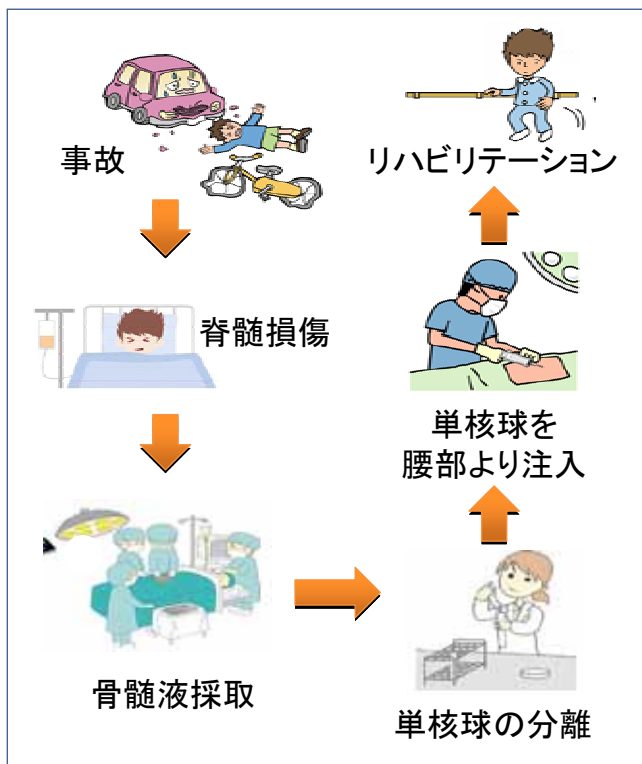 事故
脊髄損傷
骨髄液採取
単核球の分離
単核球を
腰部より注入
リハビリテーション